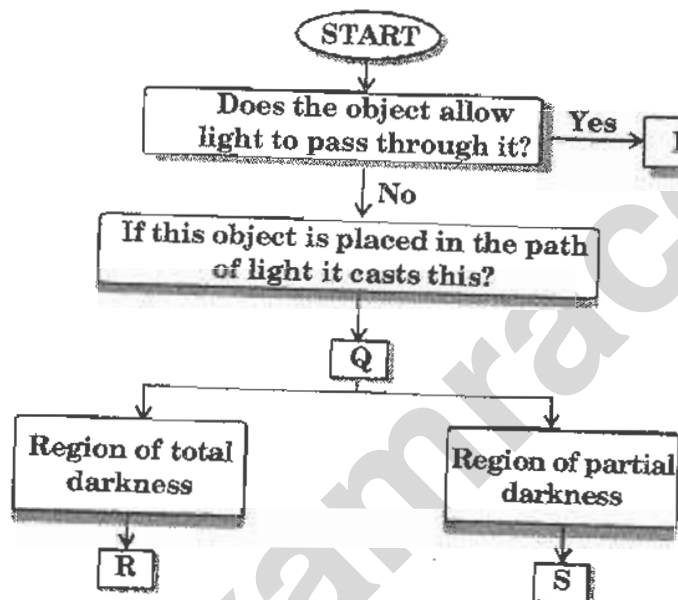 START
Does the object allow
light to pass through it?
Yes
No
If this object is placed in the path
of light it casts this?
Q
Region of total
darkness
Region of partial
darkness
R
S